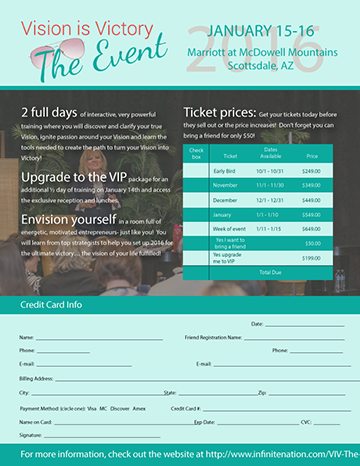 Vision is Victory
The Event
2016
JANUARY 15-16
Marriott at McDowell Mountains
Scottsdale, AZ
2 full days of interactive, very powerful
training where you will discover and clarify your true
Vision, ignite passion around your Vision and learn the
tools needed to create the path to turn your Vision into
Victory!
Upgrade to the VIP package for an
additional ½ day of training on January 14th and access
the exclusive reception and lunches.
Envision yourself in a room full of
energetic, motivated entrepreneurs- just like you! You
will learn from top strategists to help you set up 2016 for
the ultimate victory.... the vision of your life fulfilled!
Ticket prices: Get your tickets today before
they sell out or the price increases! Don't forget you can
bring a friend for only $50!
Check box Ticket Dates Available Price
Early Bird 10/1 - 10/31 $249.00
November 11/1 - 11/30 $349.00
December 12/1 - 12/31 $449.00
January 1/1 - 1/10 $549.00
Week of event 1/11 - 1/15 $649.00
Yes I want to bring a friend $50.00
Yes upgrade me to VIP $199.00
Total Due
Credit Card Info
Date:
Name: Friend Registration Name:
Phone: Phone:
E-mail: E-mail:
Billing Address:
City: State: Zip:
Payment Method: (circle one): Visa MC Discover Amex Credit Card #:
Name on Card: Exp Date: CVC:
Signature:
For more information, check out the website at http://www.infinitenation.com/VIV-The